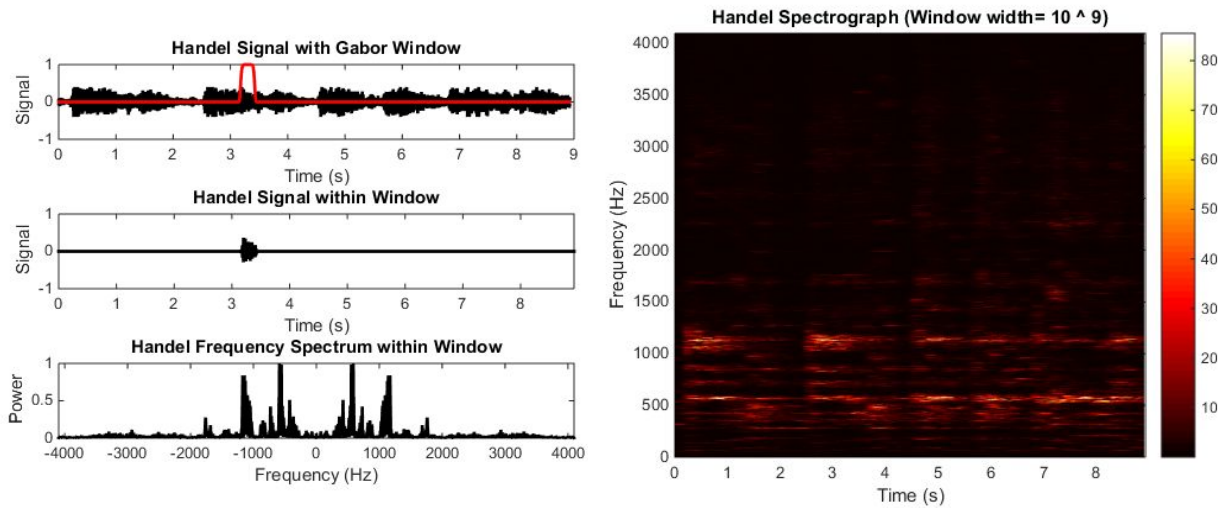 Handel Signal with Gabor Window
Signal
1
0
-1
0 1 2 3 4 5 6 7 8 9
Time (s)
Handel Signal within Window
Signal
1
0
-1
0 1 2 3 4 5 6 7 8
Time (s)
Handel Frequency Spectrum within Window
Power
1
0.5
0
-4000 -3000 -2000 -1000 0 1000 2000 3000 4000
Frequency (Hz)
Handel Spectrograph (Window width= 10 ^ 9)
Frequency (Hz)
4000
3500
3000
2500
2000
1500
1000
500
0
0 1 2 3 4 5 6 7 8
Time (s)
80
70
60
50
40
30
20
10